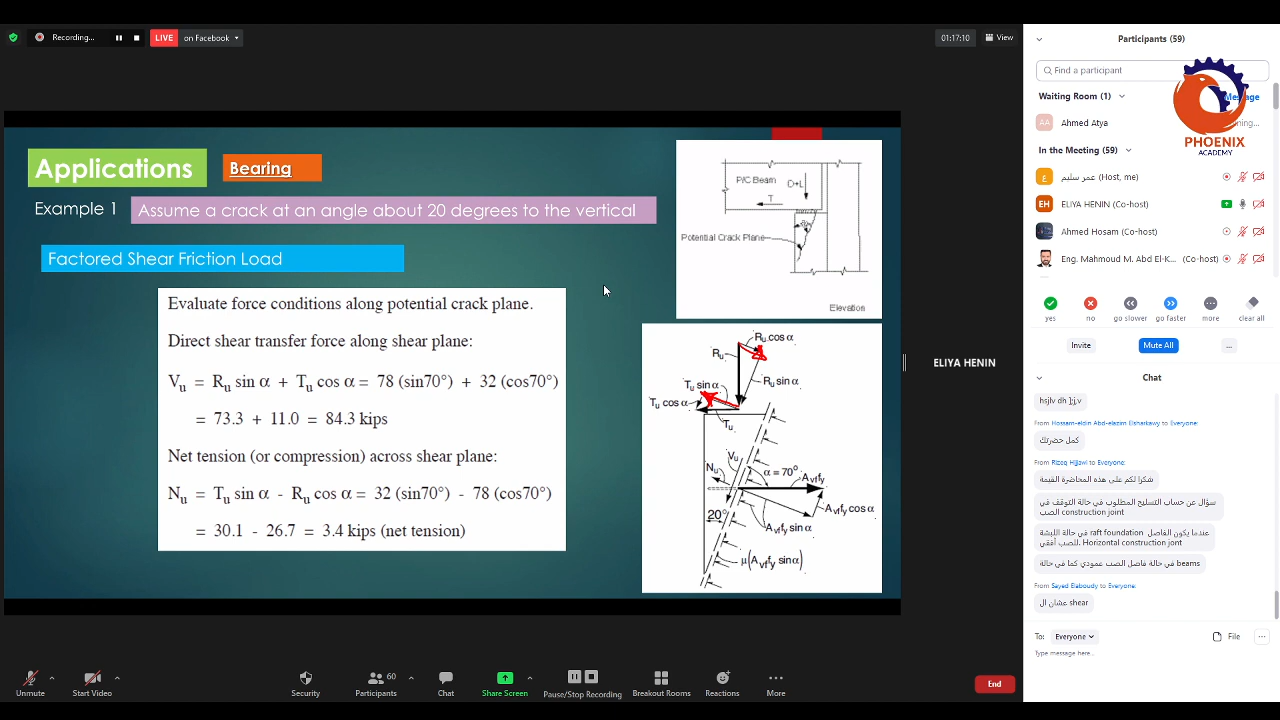 Recording...
LIVE
on Facebook
01:17:10
View
Applications
Bearing
Example 1
Assume a crack at an angle about 20 degrees to the vertical
Factored Shear Friction Load
Evaluate force conditions along potential crack plane.
Direct shear transfer force along shear plane:
Vu = Ru sin α + Tu cos α = 78 (sin70°) + 32 (cos70°)
= 73.3 + 11.0 = 84.3 kips
Net tension (or compression) across shear plane:
Nu = Tu sin α - Ru cos α = 32 (sin70°) - 78 (cos70°)
= 30.1 - 26.7 = 3.4 kips (net tension)
P/C Beam
D+L
T
Potential Crack Plane
Elevation
Ru cos α
Ru
Tu sin α
Ru sin α
Tu cos α
Tu
Vu
Nu
α = 70°
Avffy
Avffy cos α
20°
Avffy sin α
μ(Avffy sin α)
ELIYA HENIN
Participants (59)
Find a participant
Waiting Room (1)
Message
AA
Ahmed Atya
PHOENIX
ACADEMY
In the Meeting (59)
ع
عمر سليم (Host, me)
EH
ELIYA HENIN (Co-host)
Ahmed Hosam (Co-host)
Eng. Mahmoud M. Abd El-K... (Co-host)
yes
no
go slower
go faster
more
clear all
Invite
Mute All
...
Chat
From Hossam-eldin Abd-elazim Elsharkawy to Everyone:
كمل حضرتك
From Rizeq Hijjawi to Everyone:
شكرا لكم على هذه المحاضرة القيمة
سؤال عن حساب التسليح المطلوب في حالة التوقف في
الصب construction joint
عندما يكون الفاصل raft foundation في حالة اللبشة
للصب أفقي. Horizontal construction jont
في حالة فاصل الصب عمودي كما في حالة beams
From Sayed Elaboudy to Everyone:
عشان ال shear
To:
Everyone
File
Type message here...
Unmute
Start Video
Security
Participants
60
Chat
Share Screen
Pause/Stop Recording
Breakout Rooms
Reactions
More
End